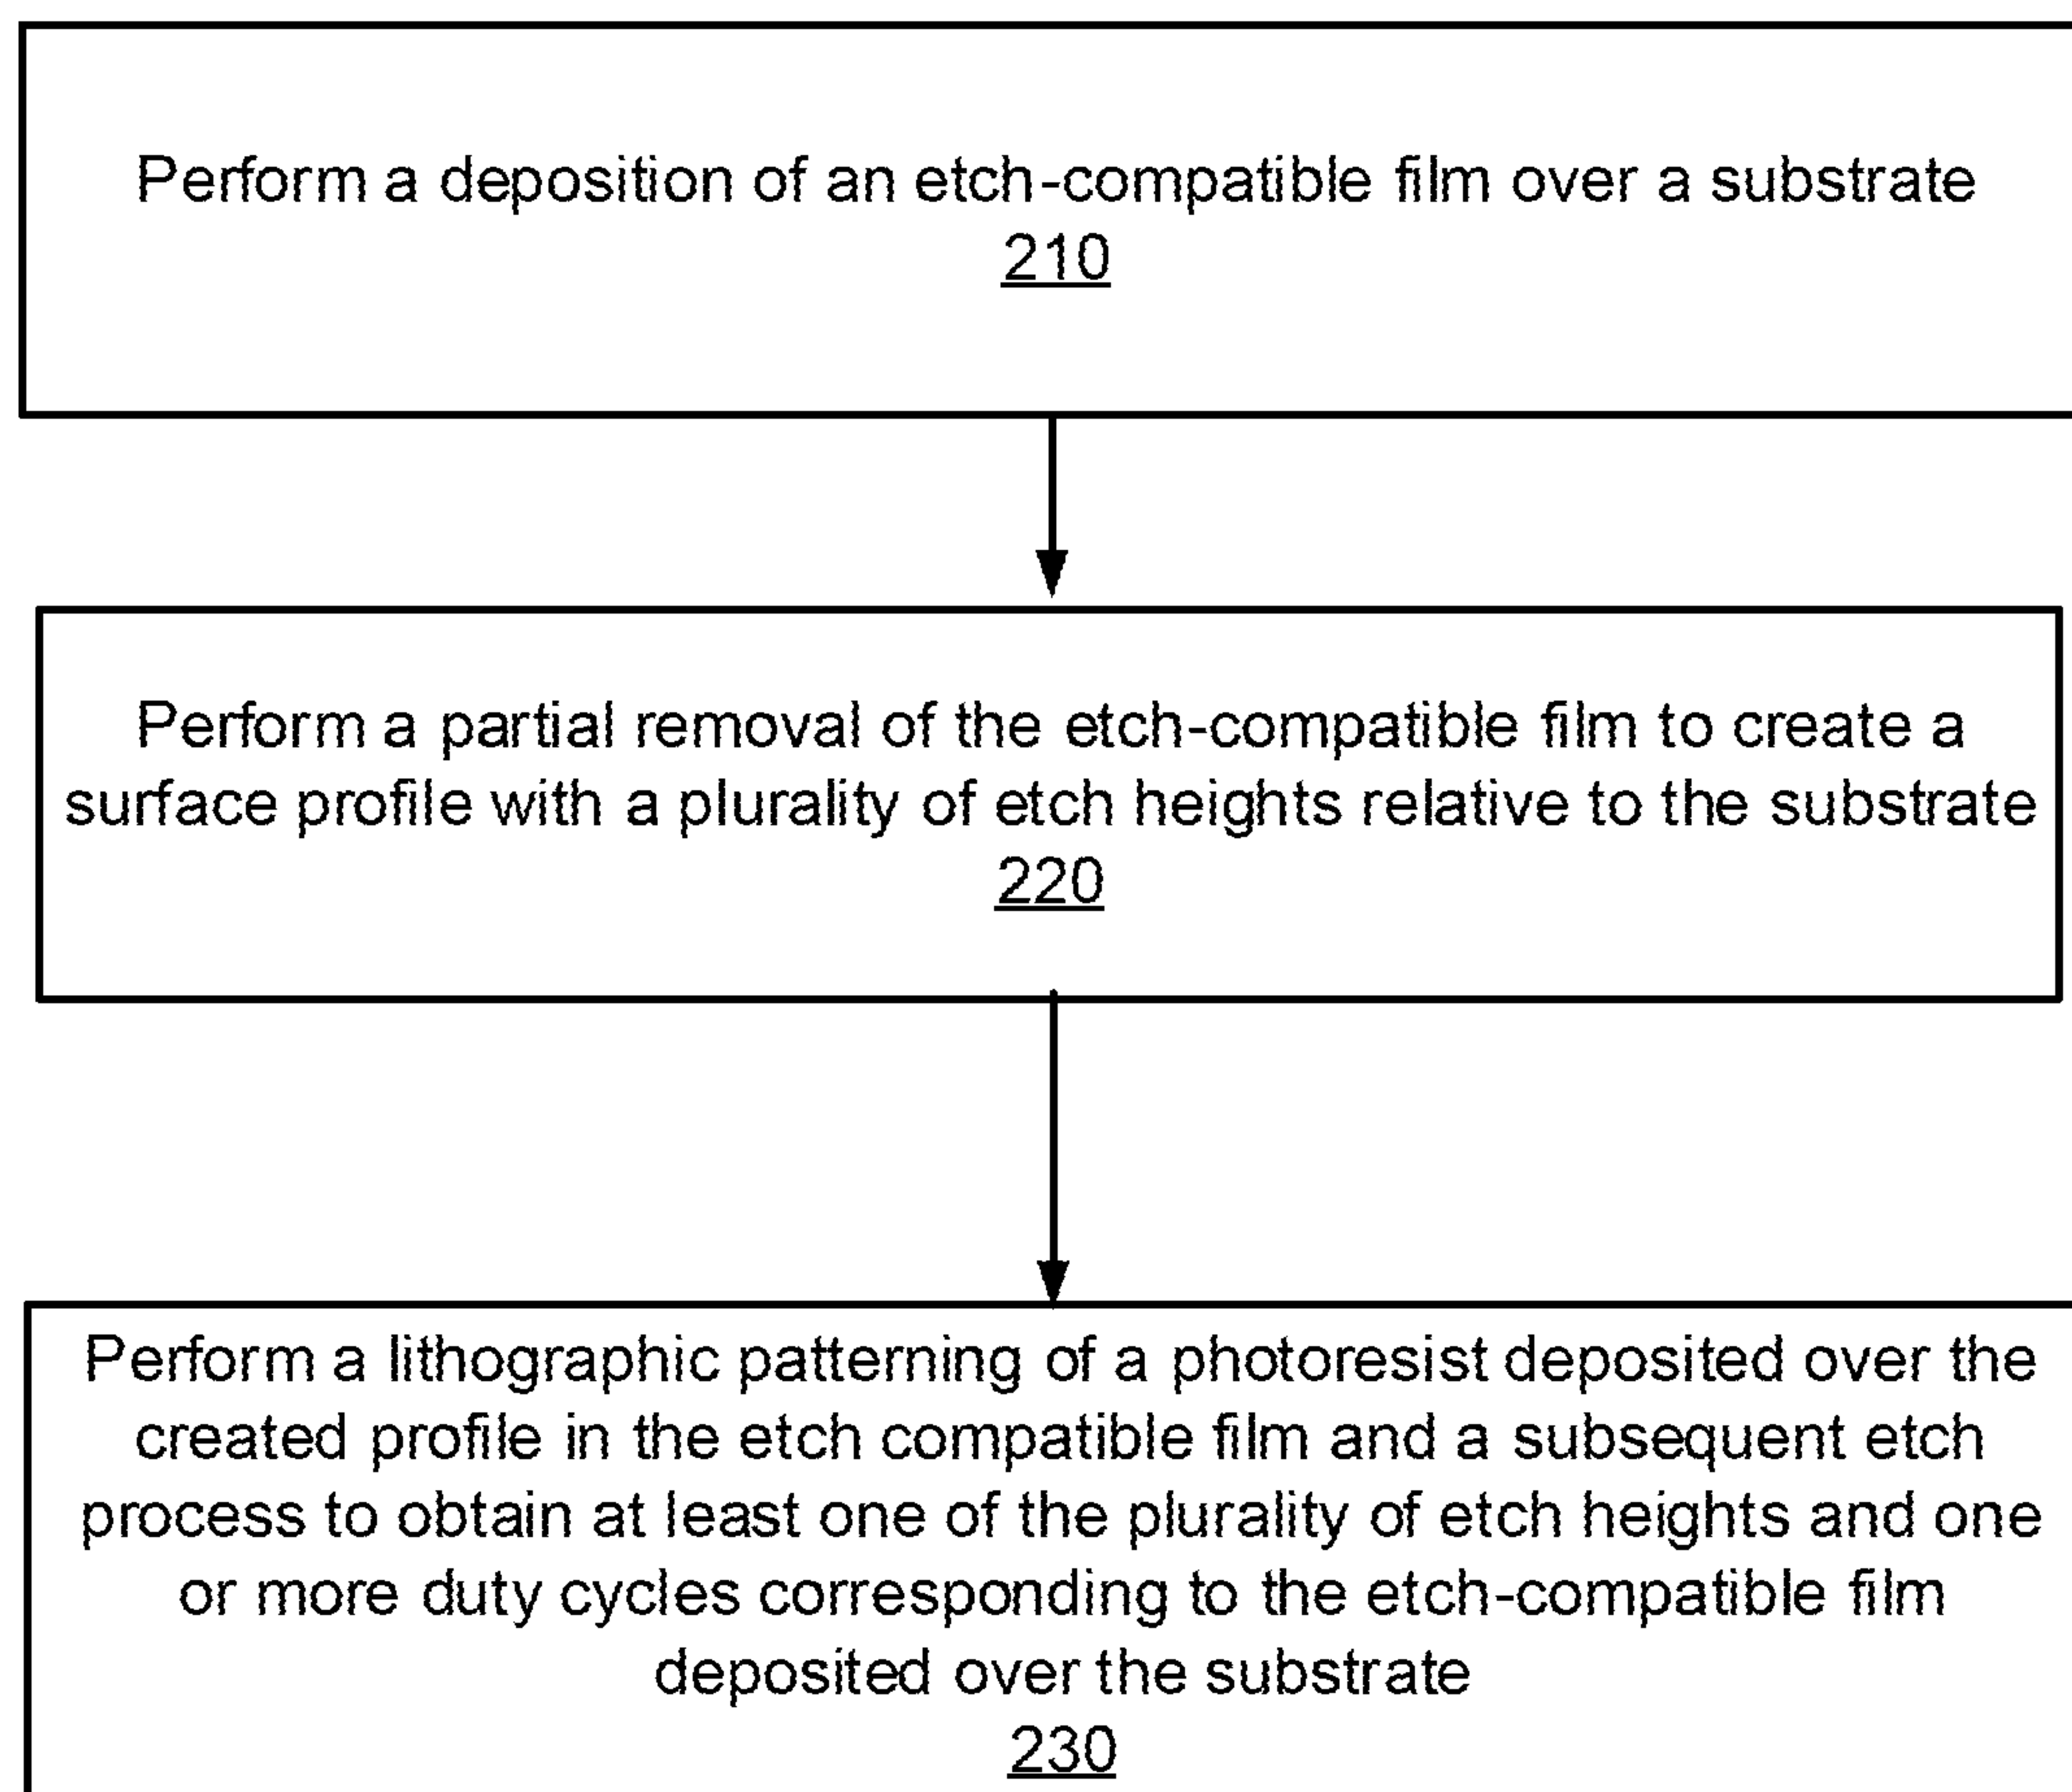 Perform a deposition of an etch-compatible film over a substrate
210
Perform a partial removal of the etch-compatible film to create a
surface profile with a plurality of etch heights relative to the substrate
220
Perform a lithographic patterning of a photoresist deposited over the
created profile in the etch compatible film and a subsequent etch
process to obtain at least one of the plurality of etch heights and one
or more duty cycles corresponding to the etch-compatible film
deposited over the substrate
230